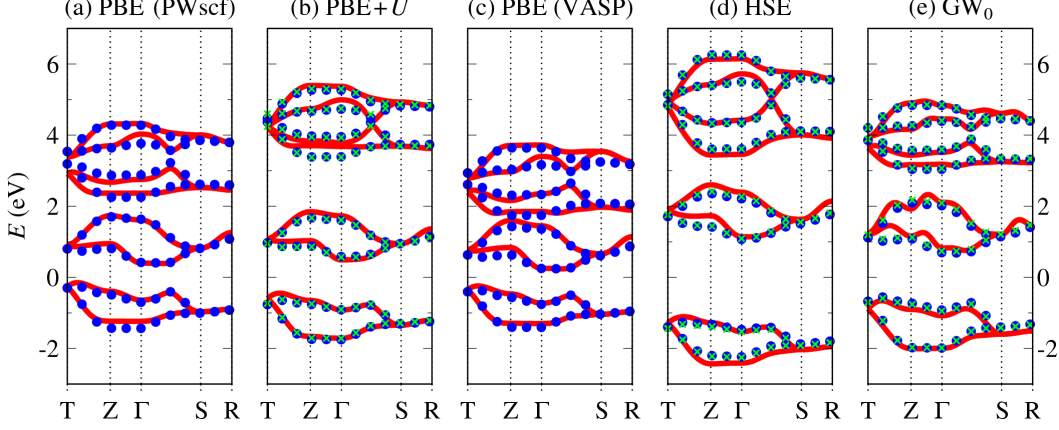 (a) PBE (PWscf) (b) PBE+U (c) PBE (VASP) (d) HSE (e) GW₀
6 6
4 4
2 2
0 0
-2 -2
E (eV)
T Z Γ S R T Z Γ S R T Z Γ S R T Z Γ S R T Z Γ S R